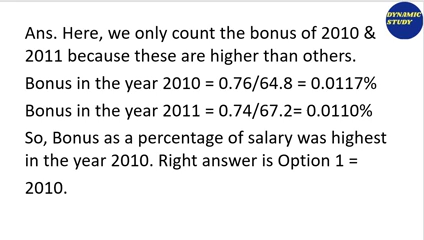 DYNAMIC
STUDY
Ans. Here, we only count the bonus of 2010 &
2011 because these are higher than others.
Bonus in the year 2010 = 0.76/64.8 = 0.0117%
Bonus in the year 2011 = 0.74/67.2= 0.0110%
So, Bonus as a percentage of salary was highest
in the year 2010. Right answer is Option 1 =
2010.